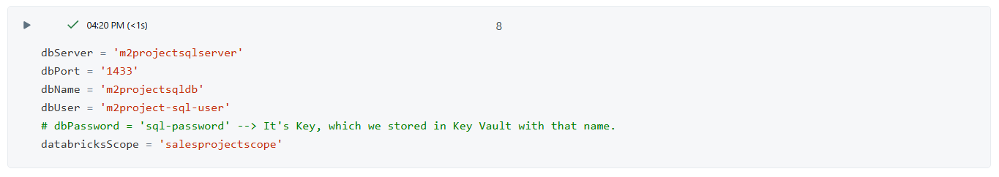 04:20 PM (<1s) 8
dbServer = 'm2projectsqlserver'
dbPort = '1433'
dbName = 'm2projectsqldb'
dbUser = 'm2project-sql-user'
# dbPassword = 'sql-password' --> It's Key, which we stored in Key Vault with that name.
databricksScope = 'salesprojectscope'